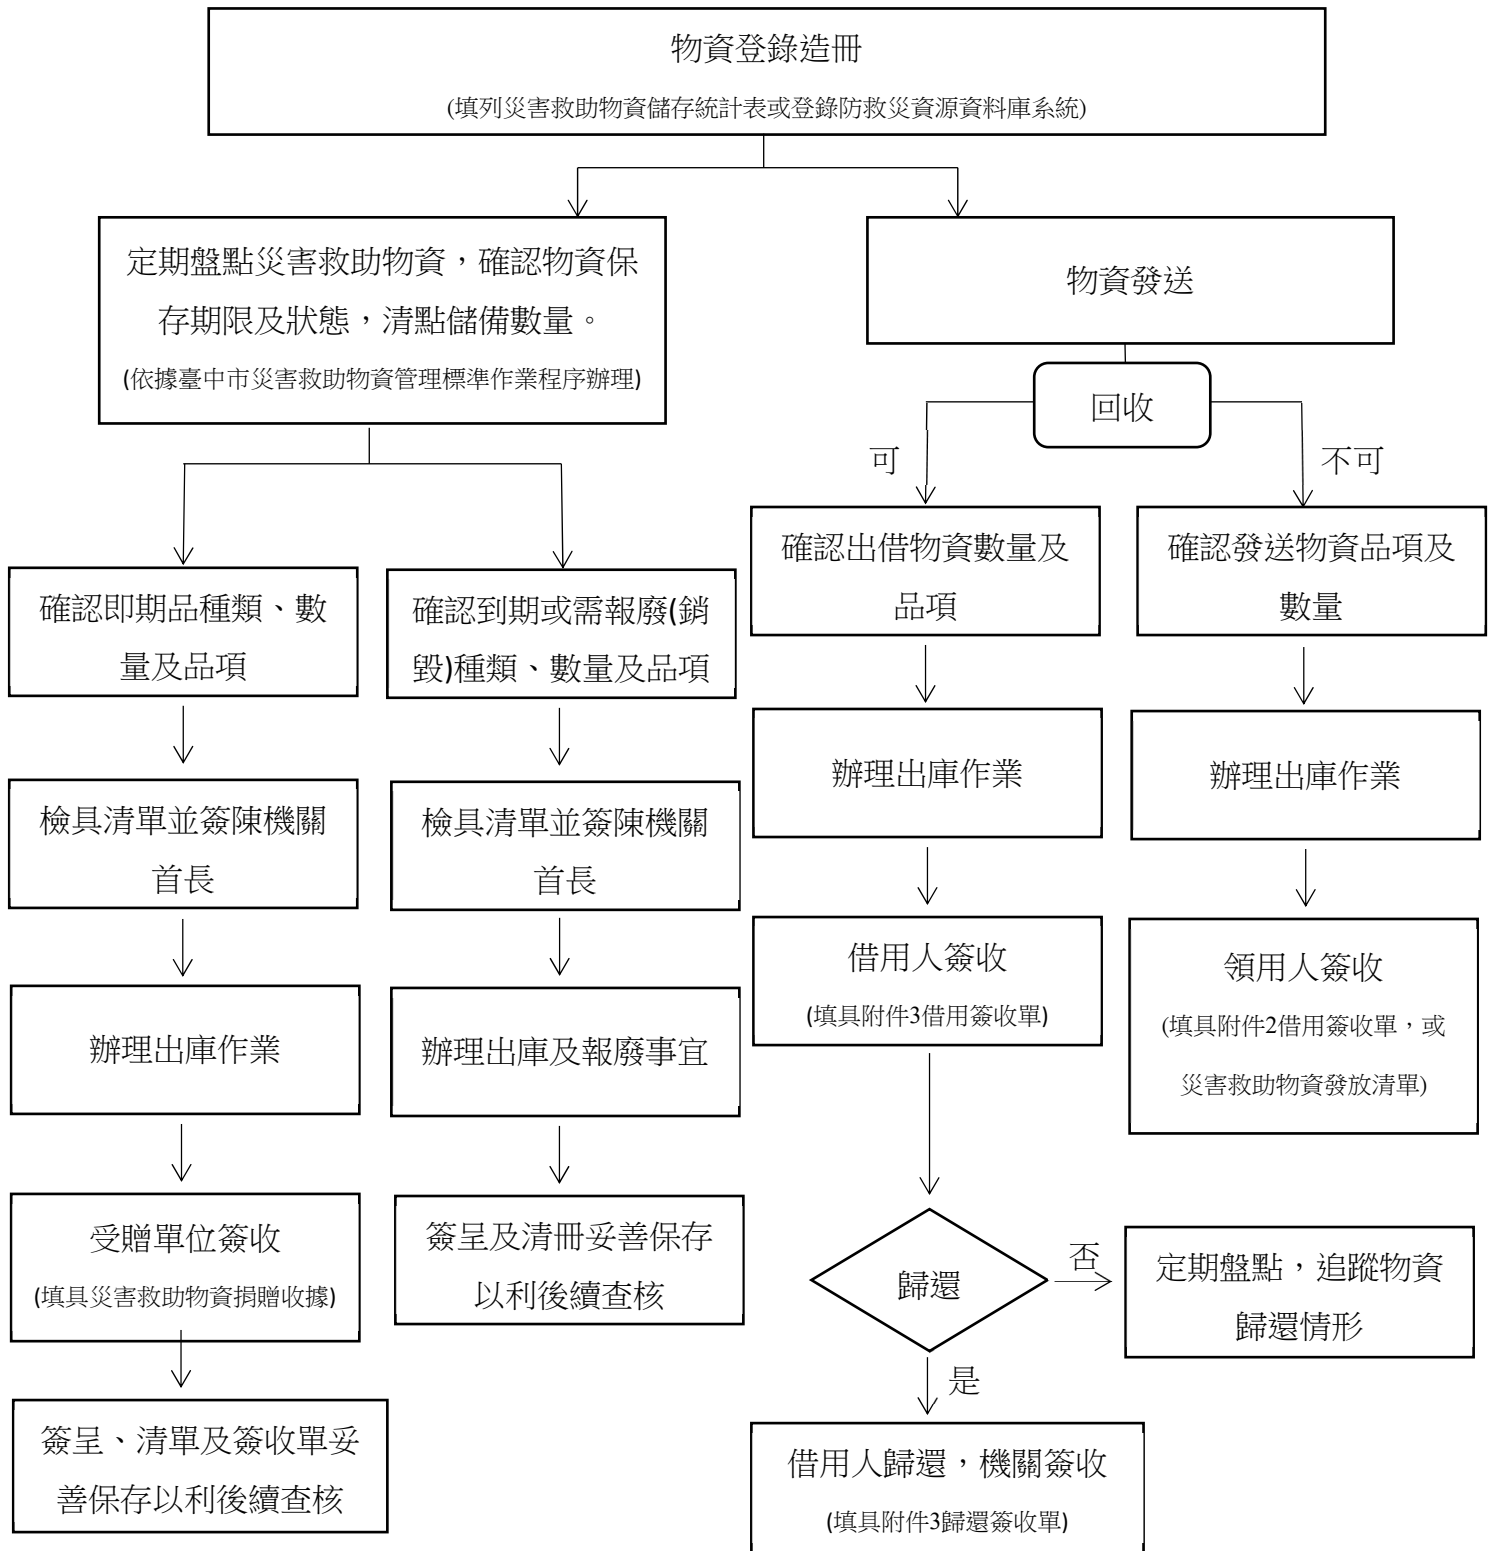 物資登錄造冊
(填列災害救助物資儲存統計表或登錄防救災資源資料庫系統)
定期盤點災害救助物資，確認物資保
存期限及狀態，清點儲備數量。
(依據臺中市災害救助物資管理標準作業程序辦理)
物資發送
回收
可
不可
確認即期品種類、數
量及品項
確認到期或需報廢(銷
毀)種類、數量及品項
確認出借物資數量及
品項
確認發送物資品項及
數量
檢具清單並簽陳機關
首長
檢具清單並簽陳機關
首長
辦理出庫作業
辦理出庫作業
辦理出庫作業
辦理出庫及報廢事宜
借用人簽收
(填具附件3借用簽收單)
領用人簽收
(填具附件2借用簽收單，或
災害救助物資發放清單)
受贈單位簽收
(填具災害救助物資捐贈收據)
簽呈及清冊妥善保存
以利後續查核
歸還
否
定期盤點，追蹤物資
歸還情形
是
簽呈、清單及簽收單妥
善保存以利後續查核
借用人歸還，機關簽收
(填具附件3歸還簽收單)